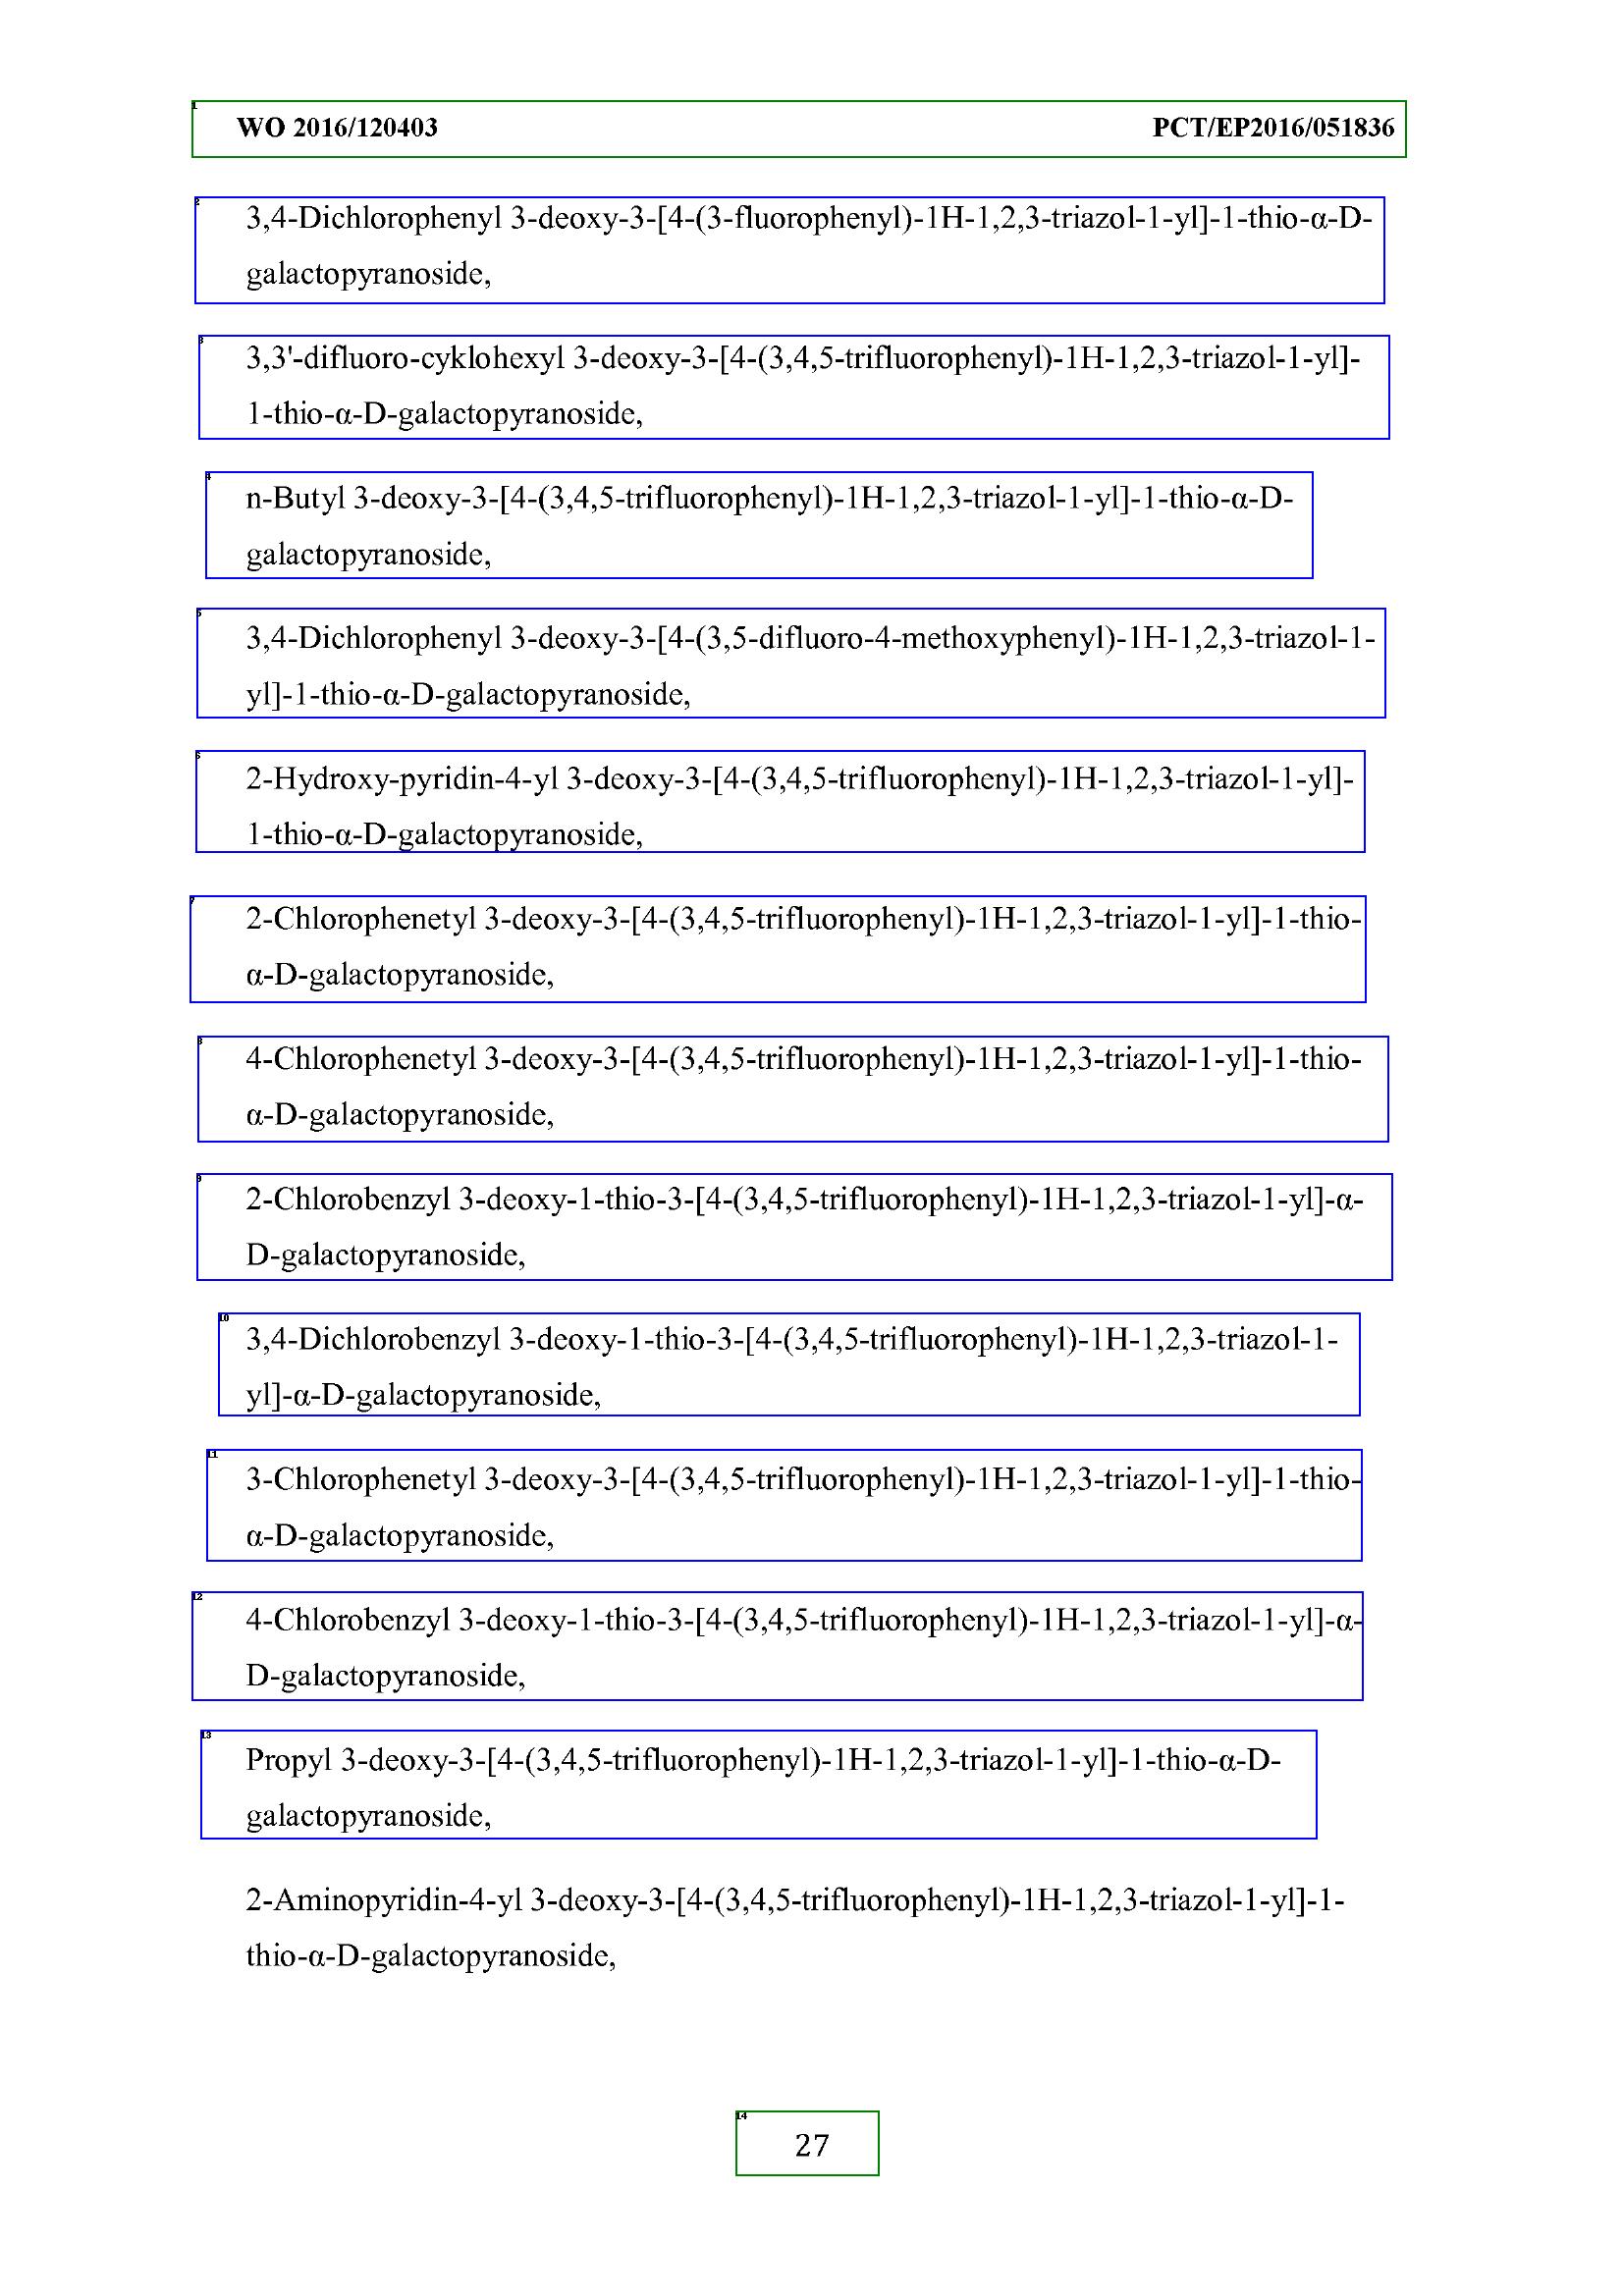 WO 2016/120403 PCT/EP2016/051836
3,4-Dichlorophenyl 3-deoxy-3-[4-(3-fluorophenyl)-1H-1,2,3-triazol-1-yl]-1-thio-α-D-
galactopyranoside,
3,3'-difluoro-cyklohexyl 3-deoxy-3-[4-(3,4,5-trifluorophenyl)-1H-1,2,3-triazol-1-yl]-
1-thio-α-D-galactopyranoside,
n-Butyl 3-deoxy-3-[4-(3,4,5-trifluorophenyl)-1H-1,2,3-triazol-1-yl]-1-thio-α-D-
galactopyranoside,
3,4-Dichlorophenyl 3-deoxy-3-[4-(3,5-difluoro-4-methoxyphenyl)-1H-1,2,3-triazol-1-
yl]-1-thio-α-D-galactopyranoside,
2-Hydroxy-pyridin-4-yl 3-deoxy-3-[4-(3,4,5-trifluorophenyl)-1H-1,2,3-triazol-1-yl]-
1-thio-α-D-galactopyranoside,
2-Chlorophenetyl 3-deoxy-3-[4-(3,4,5-trifluorophenyl)-1H-1,2,3-triazol-1-yl]-1-thio-
α-D-galactopyranoside,
4-Chlorophenetyl 3-deoxy-3-[4-(3,4,5-trifluorophenyl)-1H-1,2,3-triazol-1-yl]-1-thio-
α-D-galactopyranoside,
2-Chlorobenzyl 3-deoxy-1-thio-3-[4-(3,4,5-trifluorophenyl)-1H-1,2,3-triazol-1-yl]-α-
D-galactopyranoside,
3,4-Dichlorobenzyl 3-deoxy-1-thio-3-[4-(3,4,5-trifluorophenyl)-1H-1,2,3-triazol-1-
yl]-α-D-galactopyranoside,
3-Chlorophenetyl 3-deoxy-3-[4-(3,4,5-trifluorophenyl)-1H-1,2,3-triazol-1-yl]-1-thio-
α-D-galactopyranoside,
4-Chlorobenzyl 3-deoxy-1-thio-3-[4-(3,4,5-trifluorophenyl)-1H-1,2,3-triazol-1-yl]-α-
D-galactopyranoside,
Propyl 3-deoxy-3-[4-(3,4,5-trifluorophenyl)-1H-1,2,3-triazol-1-yl]-1-thio-α-D-
galactopyranoside,
2-Aminopyridin-4-yl 3-deoxy-3-[4-(3,4,5-trifluorophenyl)-1H-1,2,3-triazol-1-yl]-1-
thio-α-D-galactopyranoside,
27